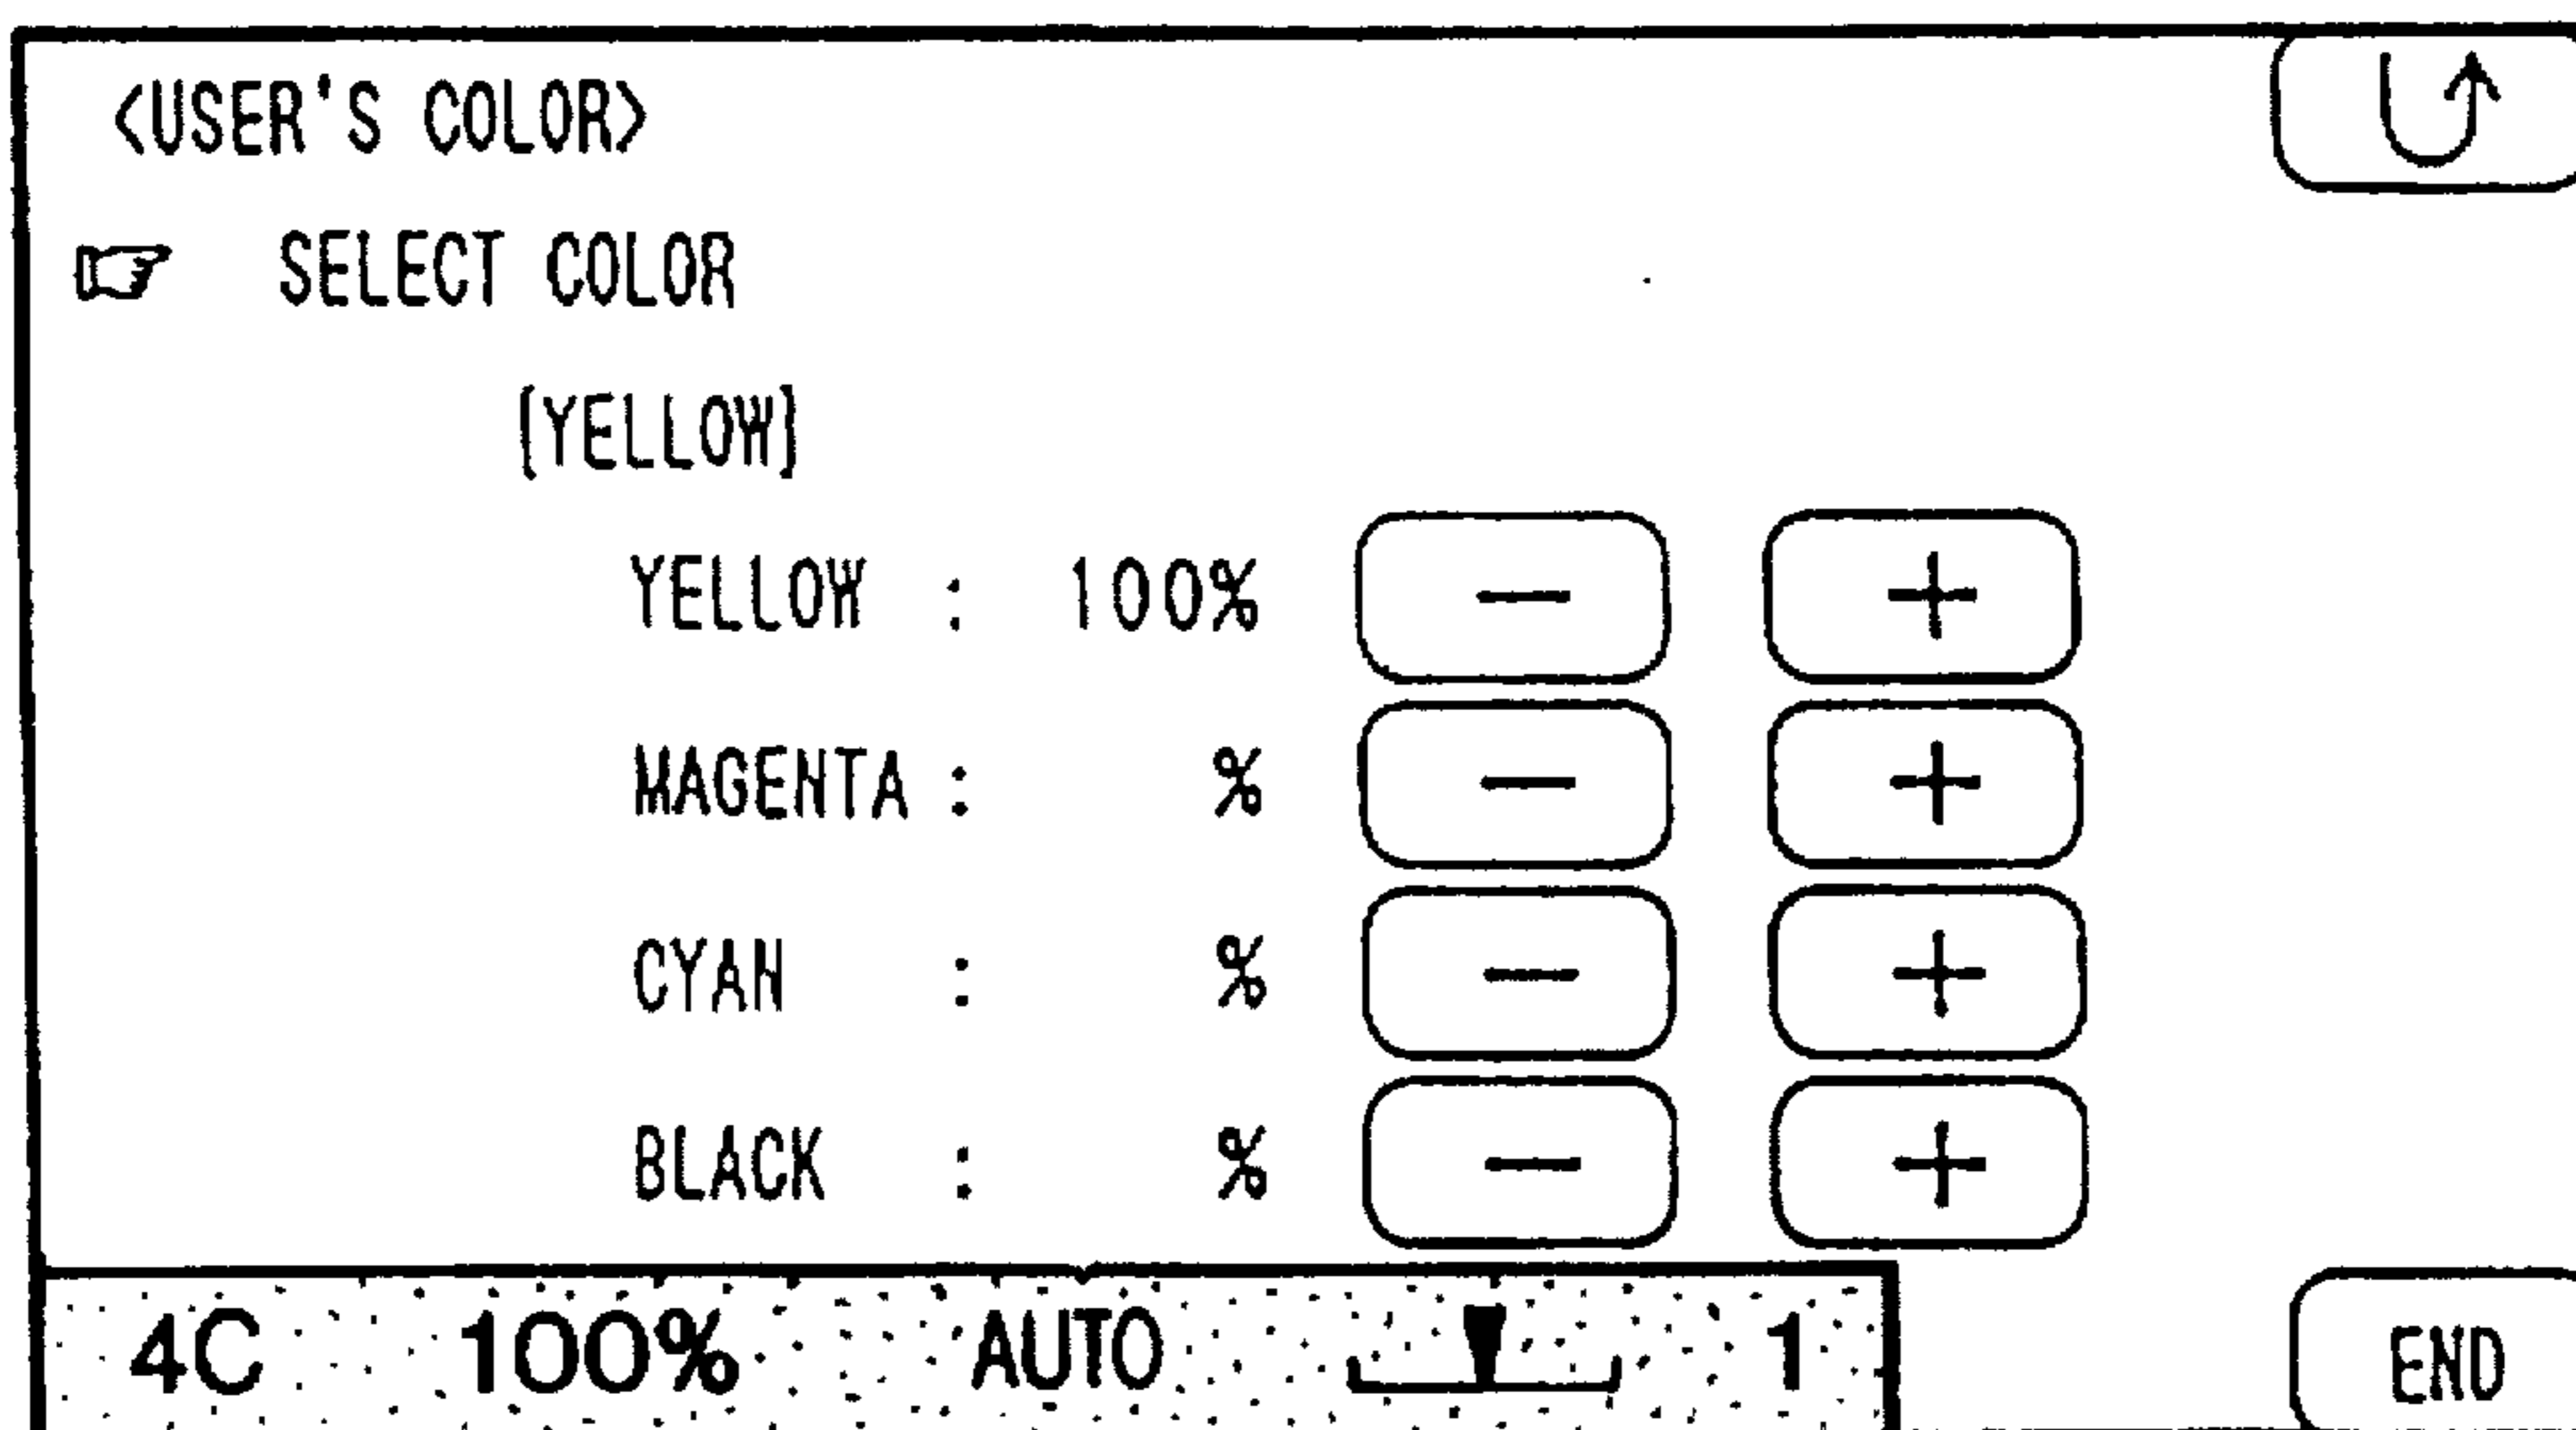 <USER'S COLOR>
☞ SELECT COLOR
[YELLOW]
YELLOW : 100% − +
MAGENTA : % − +
CYAN : % − +
BLACK : % − +
4C 100% AUTO 1 END